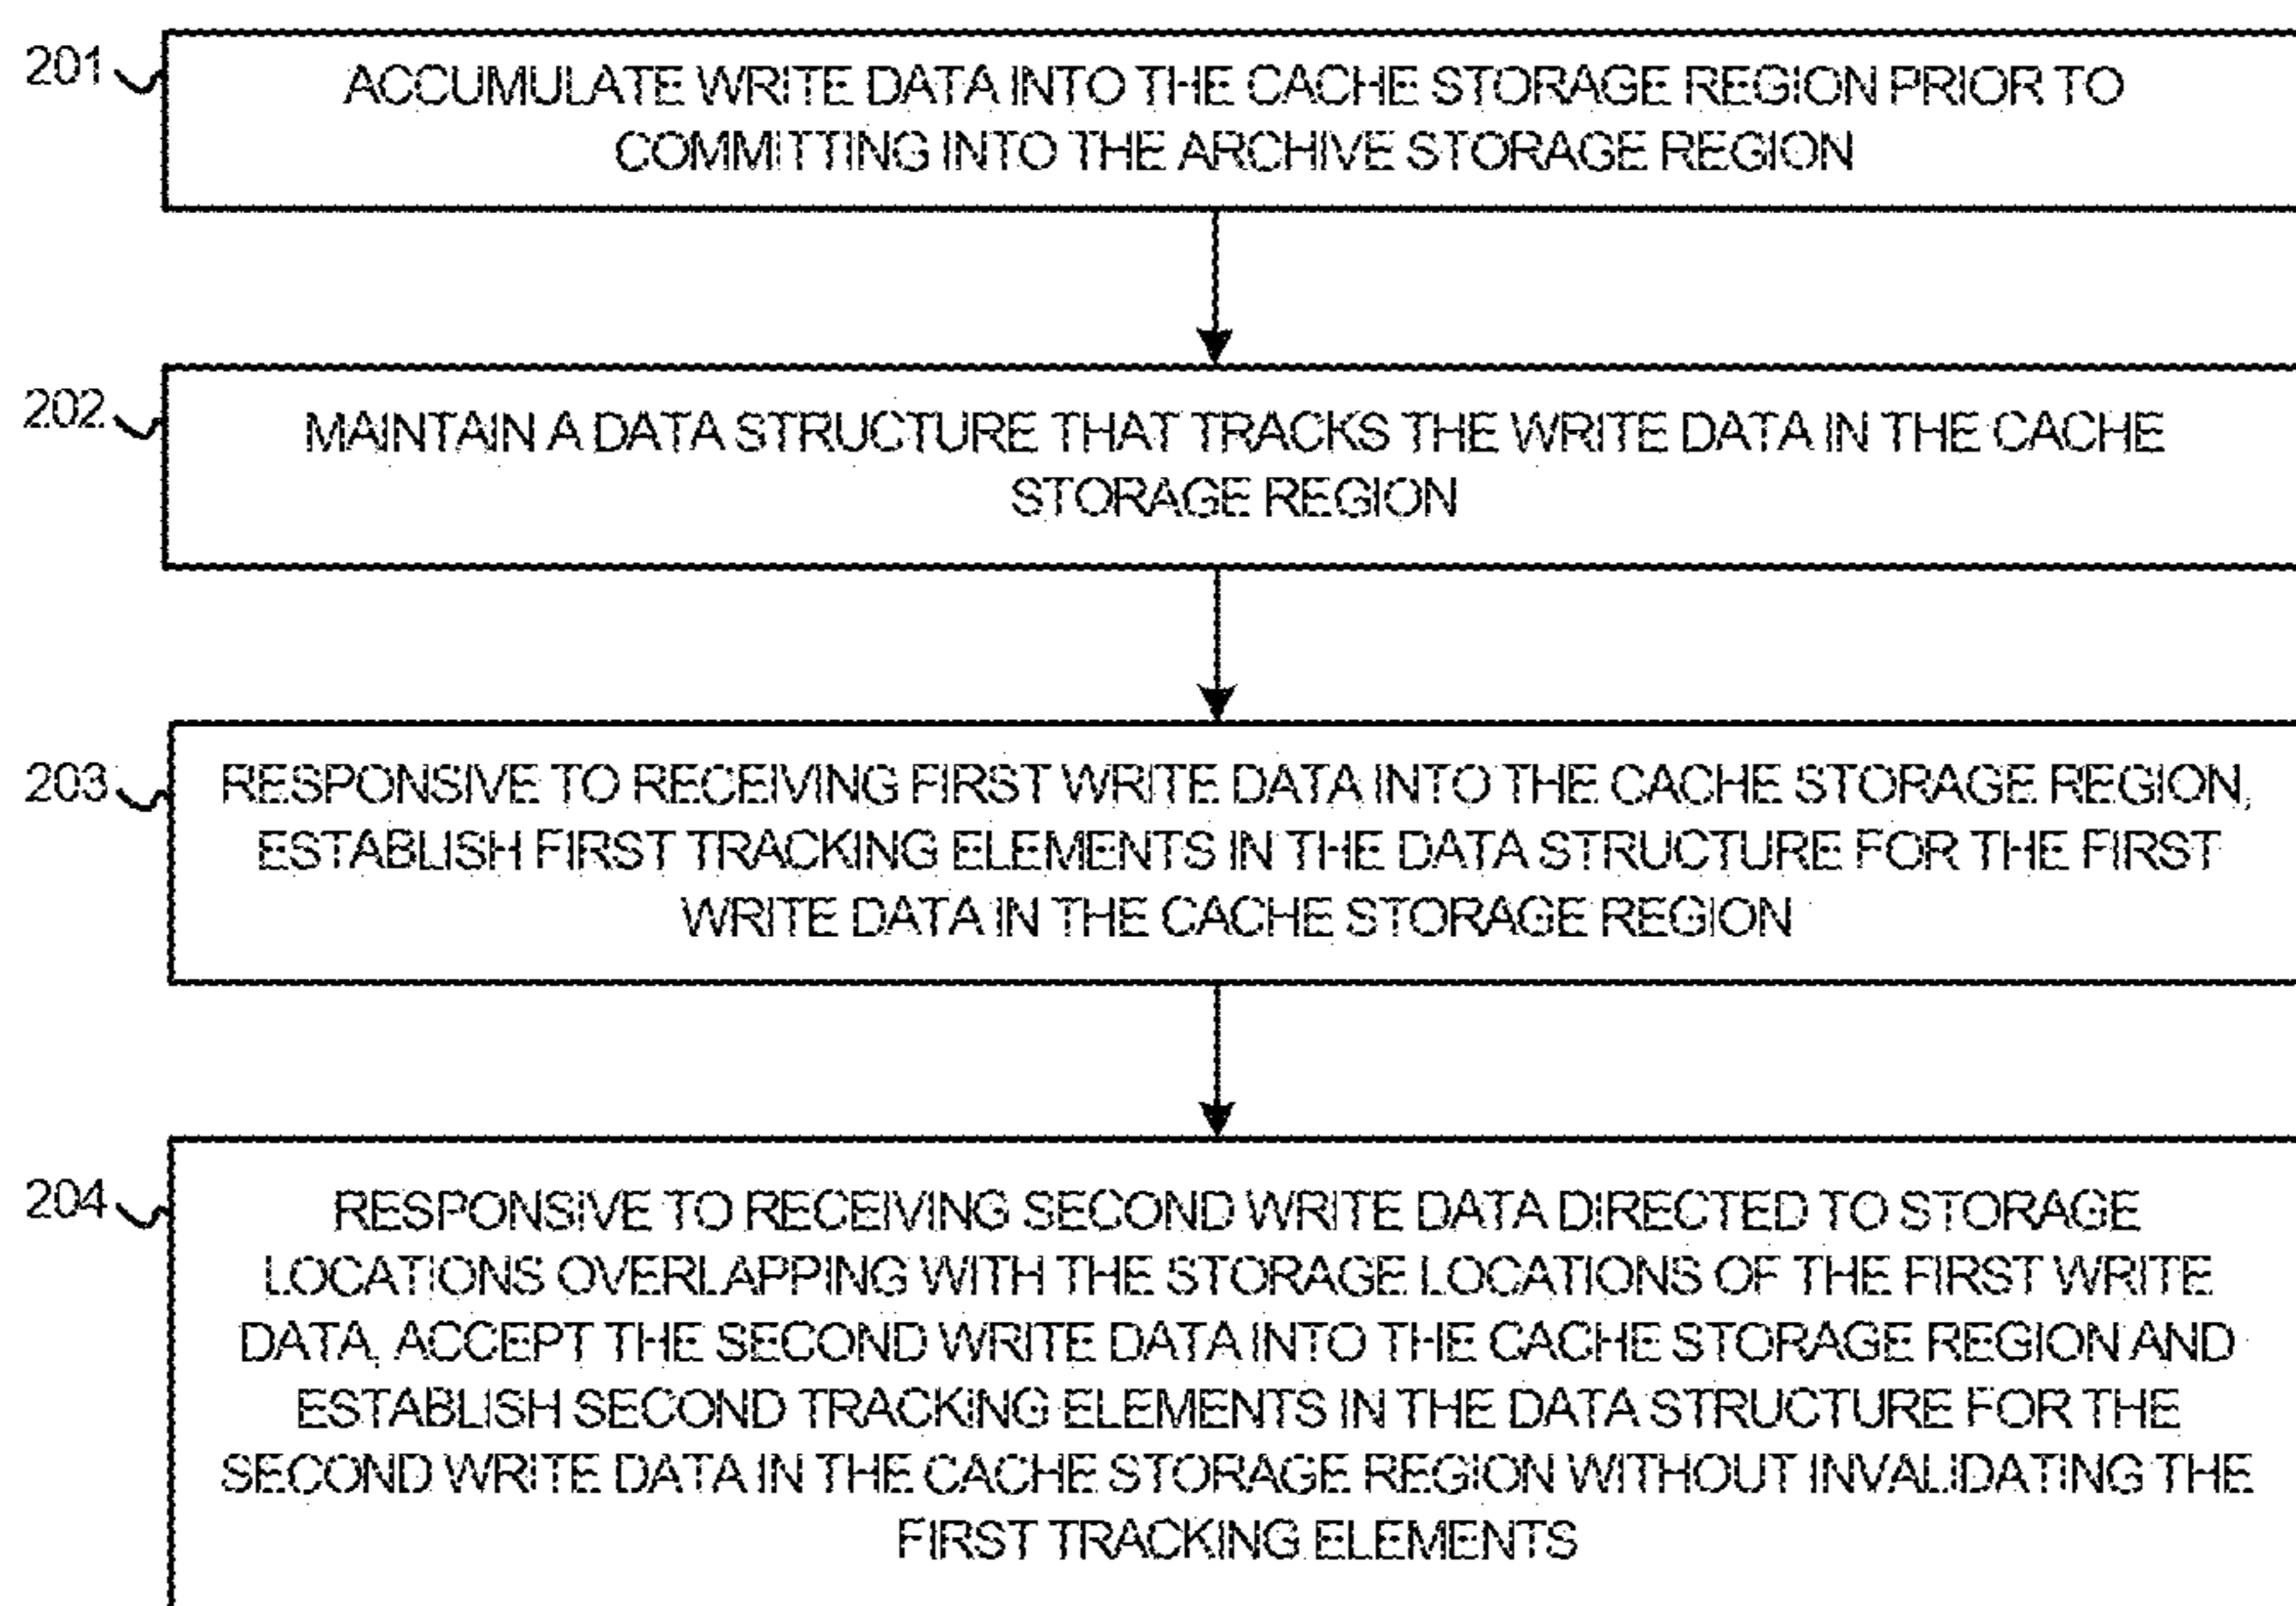 201
ACCUMULATE WRITE DATA INTO THE CACHE STORAGE REGION PRIOR TO
COMMITTING INTO THE ARCHIVE STORAGE REGION
202
MAINTAIN A DATA STRUCTURE THAT TRACKS THE WRITE DATA IN THE CACHE
STORAGE REGION
203
RESPONSIVE TO RECEIVING FIRST WRITE DATA INTO THE CACHE STORAGE REGION,
ESTABLISH FIRST TRACKING ELEMENTS IN THE DATA STRUCTURE FOR THE FIRST
WRITE DATA IN THE CACHE STORAGE REGION
204
RESPONSIVE TO RECEIVING SECOND WRITE DATA DIRECTED TO STORAGE
LOCATIONS OVERLAPPING WITH THE STORAGE LOCATIONS OF THE FIRST WRITE
DATA, ACCEPT THE SECOND WRITE DATA INTO THE CACHE STORAGE REGION AND
ESTABLISH SECOND TRACKING ELEMENTS IN THE DATA STRUCTURE FOR THE
SECOND WRITE DATA IN THE CACHE STORAGE REGION WITHOUT INVALIDATING THE
FIRST TRACKING ELEMENTS